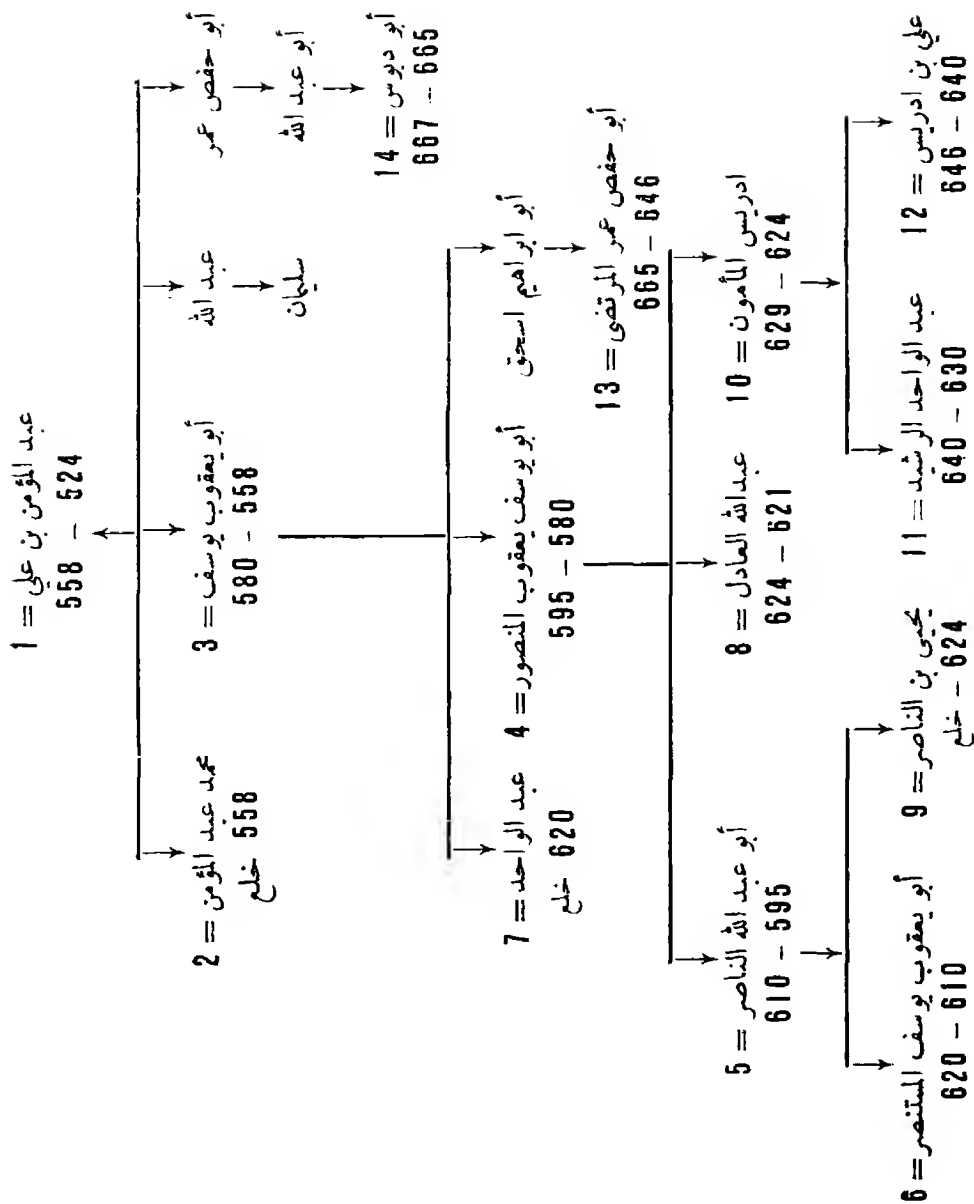 1 = عبد المؤمن بن علي
558 - 524
2 = محمد عبد المؤمن
خلع 558
3 = أبو يعقوب يوسف
580 - 558
عبد الله
أبو حفص عمر
سليمان
أبو عبد الله
14 = أبو دبوس
667 - 665
7 = عبد الواحد
خلع 620
4 = أبو يوسف يعقوب المنصور
595 - 580
أبو ابراهيم اسحق
13 = أبو حفص عمر المرتضى
665 - 646
5 = أبو عبد الله الناصر
610 - 595
8 = عبدالله العادل
624 - 621
10 = ادريس المأمون
629 - 624
6 = أبو يعقوب يوسف المستنصر
620 - 610
9 = يحيى بن الناصر
خلع - 624
11 = عبد الواحد الرشيد
640 - 630
12 = علي بن ادريس
646 - 640